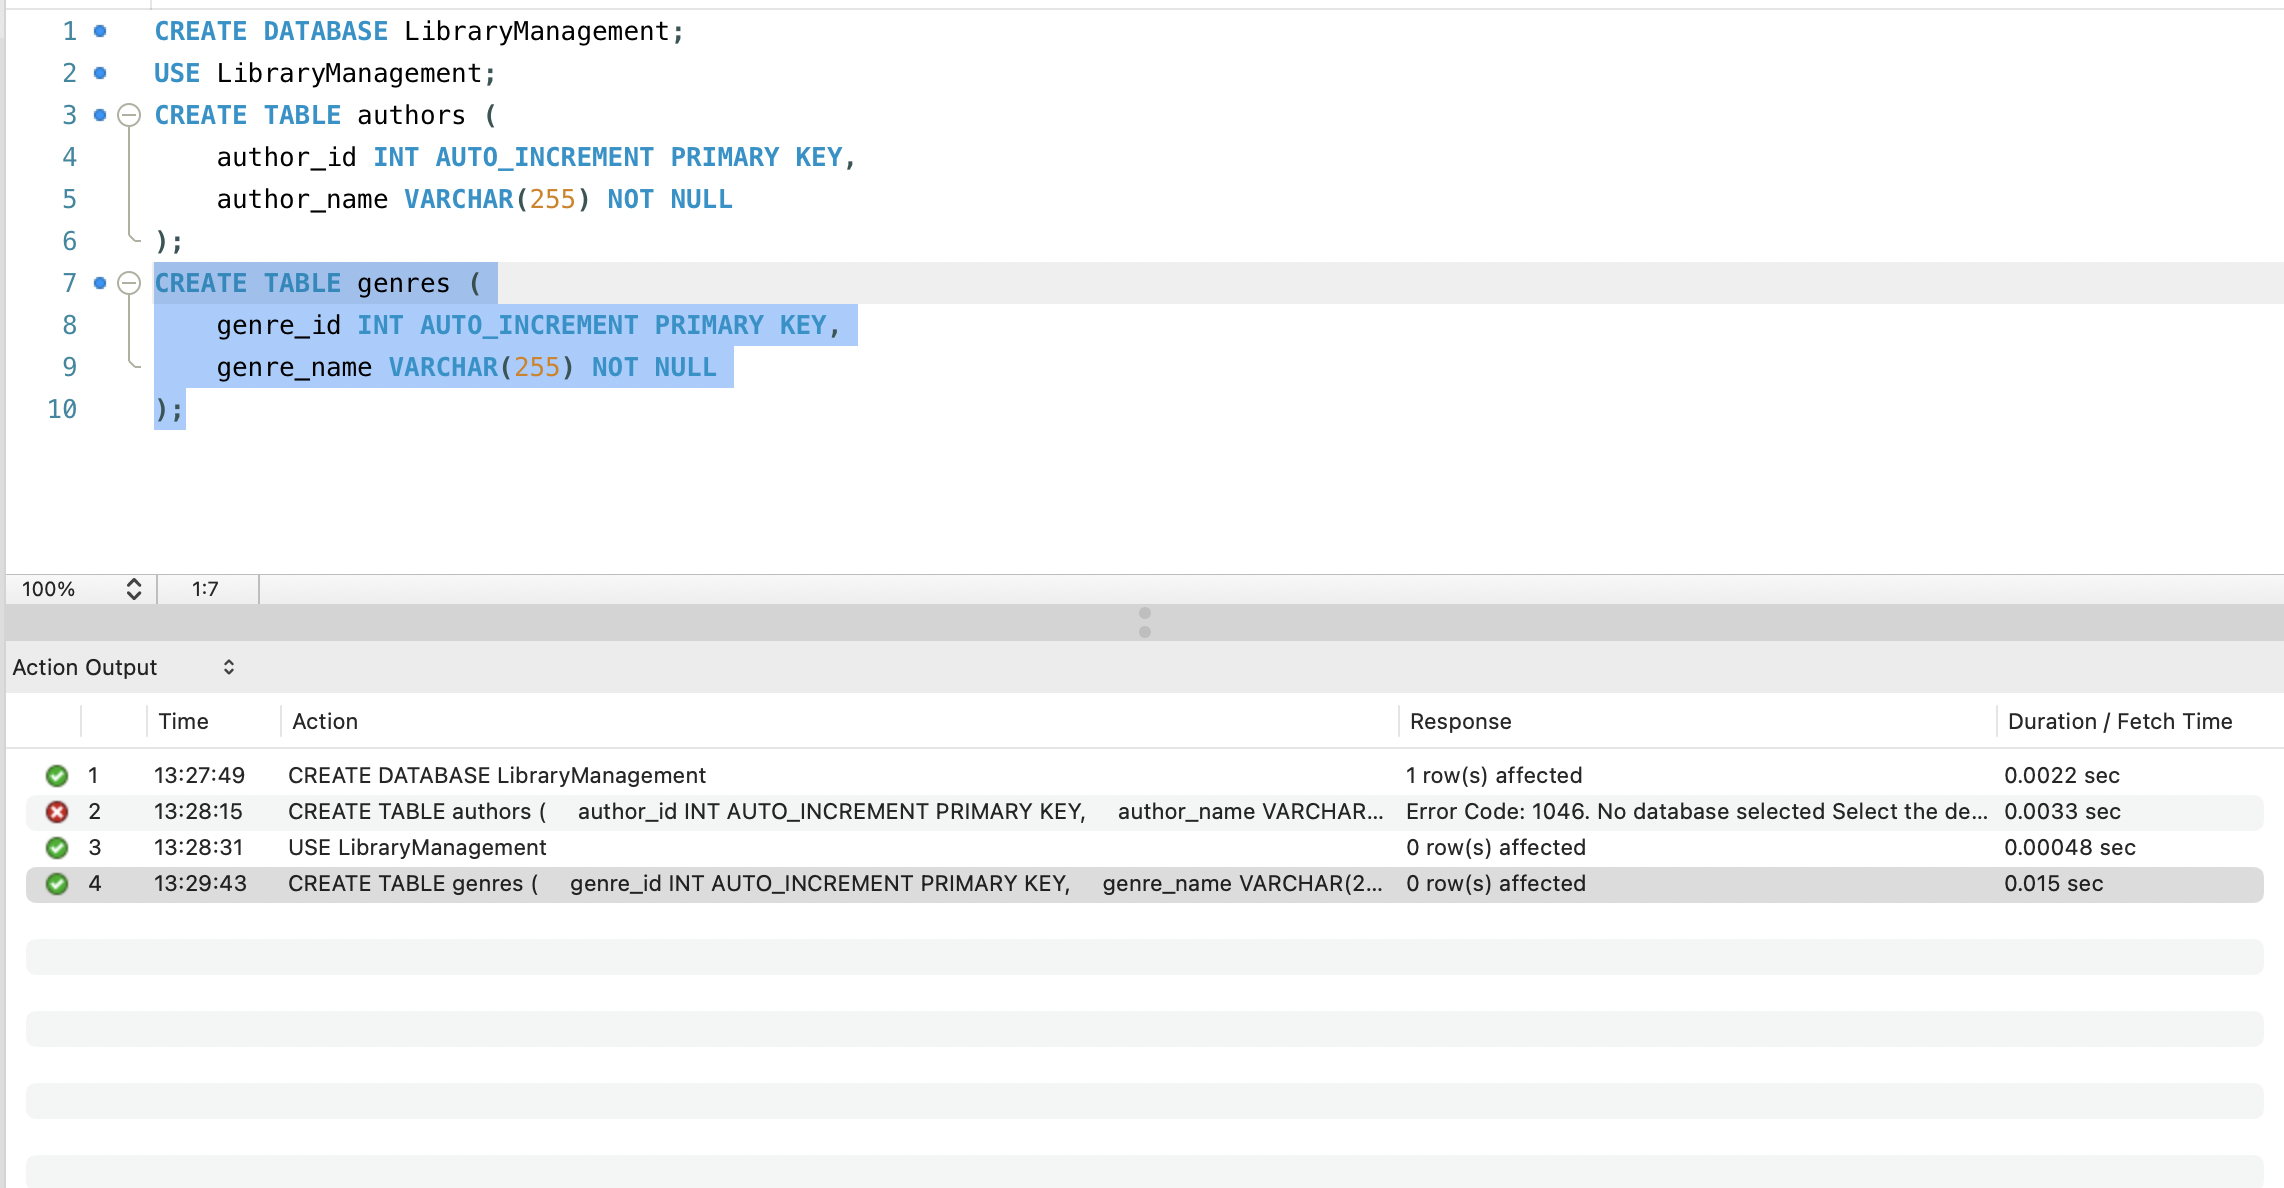 1 CREATE DATABASE LibraryManagement;
2 USE LibraryManagement;
3 CREATE TABLE authors (
4 author_id INT AUTO_INCREMENT PRIMARY KEY,
5 author_name VARCHAR(255) NOT NULL
6 );
7 CREATE TABLE genres (
8 genre_id INT AUTO_INCREMENT PRIMARY KEY,
9 genre_name VARCHAR(255) NOT NULL
10 );
100% 1:7
Action Output
Time Action Response Duration / Fetch Time
1 13:27:49 CREATE DATABASE LibraryManagement 1 row(s) affected 0.0022 sec
2 13:28:15 CREATE TABLE authors ( author_id INT AUTO_INCREMENT PRIMARY KEY, author_name VARCHAR... Error Code: 1046. No database selected Select the de... 0.0033 sec
3 13:28:31 USE LibraryManagement 0 row(s) affected 0.00048 sec
4 13:29:43 CREATE TABLE genres ( genre_id INT AUTO_INCREMENT PRIMARY KEY, genre_name VARCHAR(2... 0 row(s) affected 0.015 sec